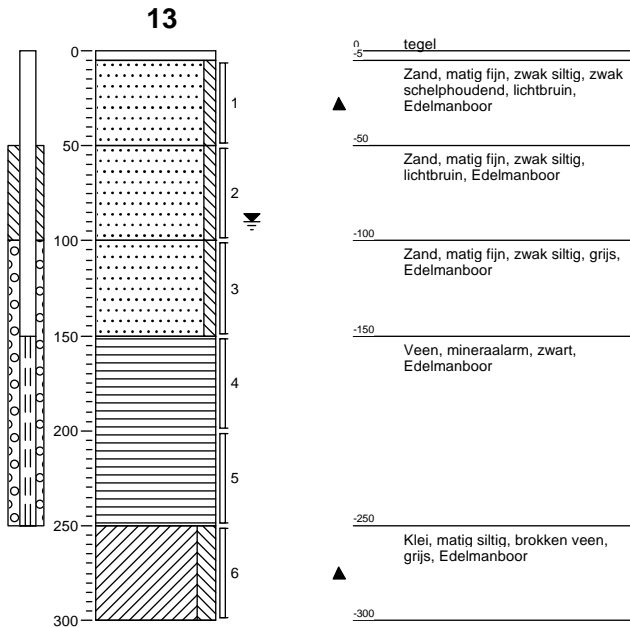 13
0
50
100
150
200
250
300
1
2
3
4
5
6
0
tegel
-5
Zand, matig fijn, zwak siltig, zwak
schelphoudend, lichtbruin,
Edelmanboor
-50
Zand, matig fijn, zwak siltig,
lichtbruin, Edelmanboor
-100
Zand, matig fijn, zwak siltig, grijs,
Edelmanboor
-150
Veen, mineraalarm, zwart,
Edelmanboor
-250
Klei, matig siltig, brokken veen,
grijs, Edelmanboor
-300